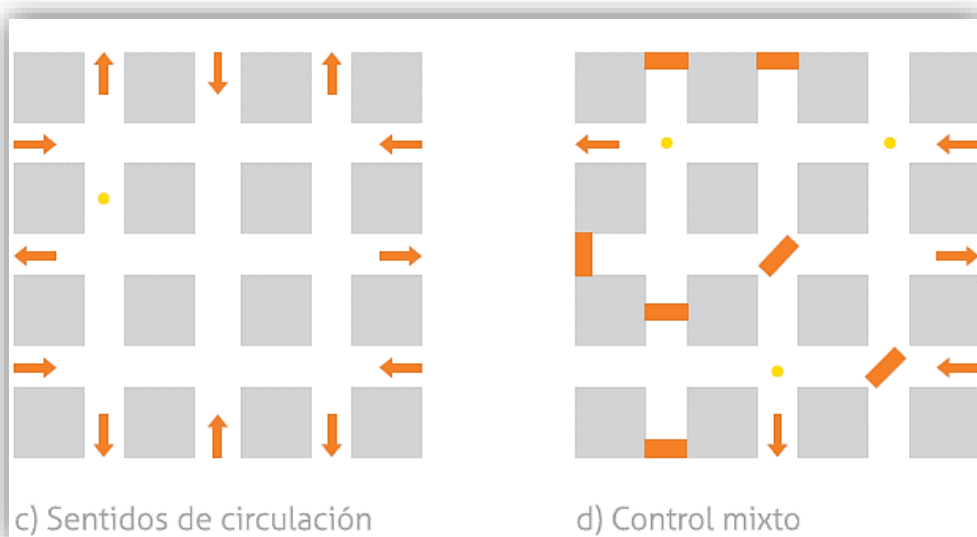 c) Sentidos de circulación
d) Control mixto